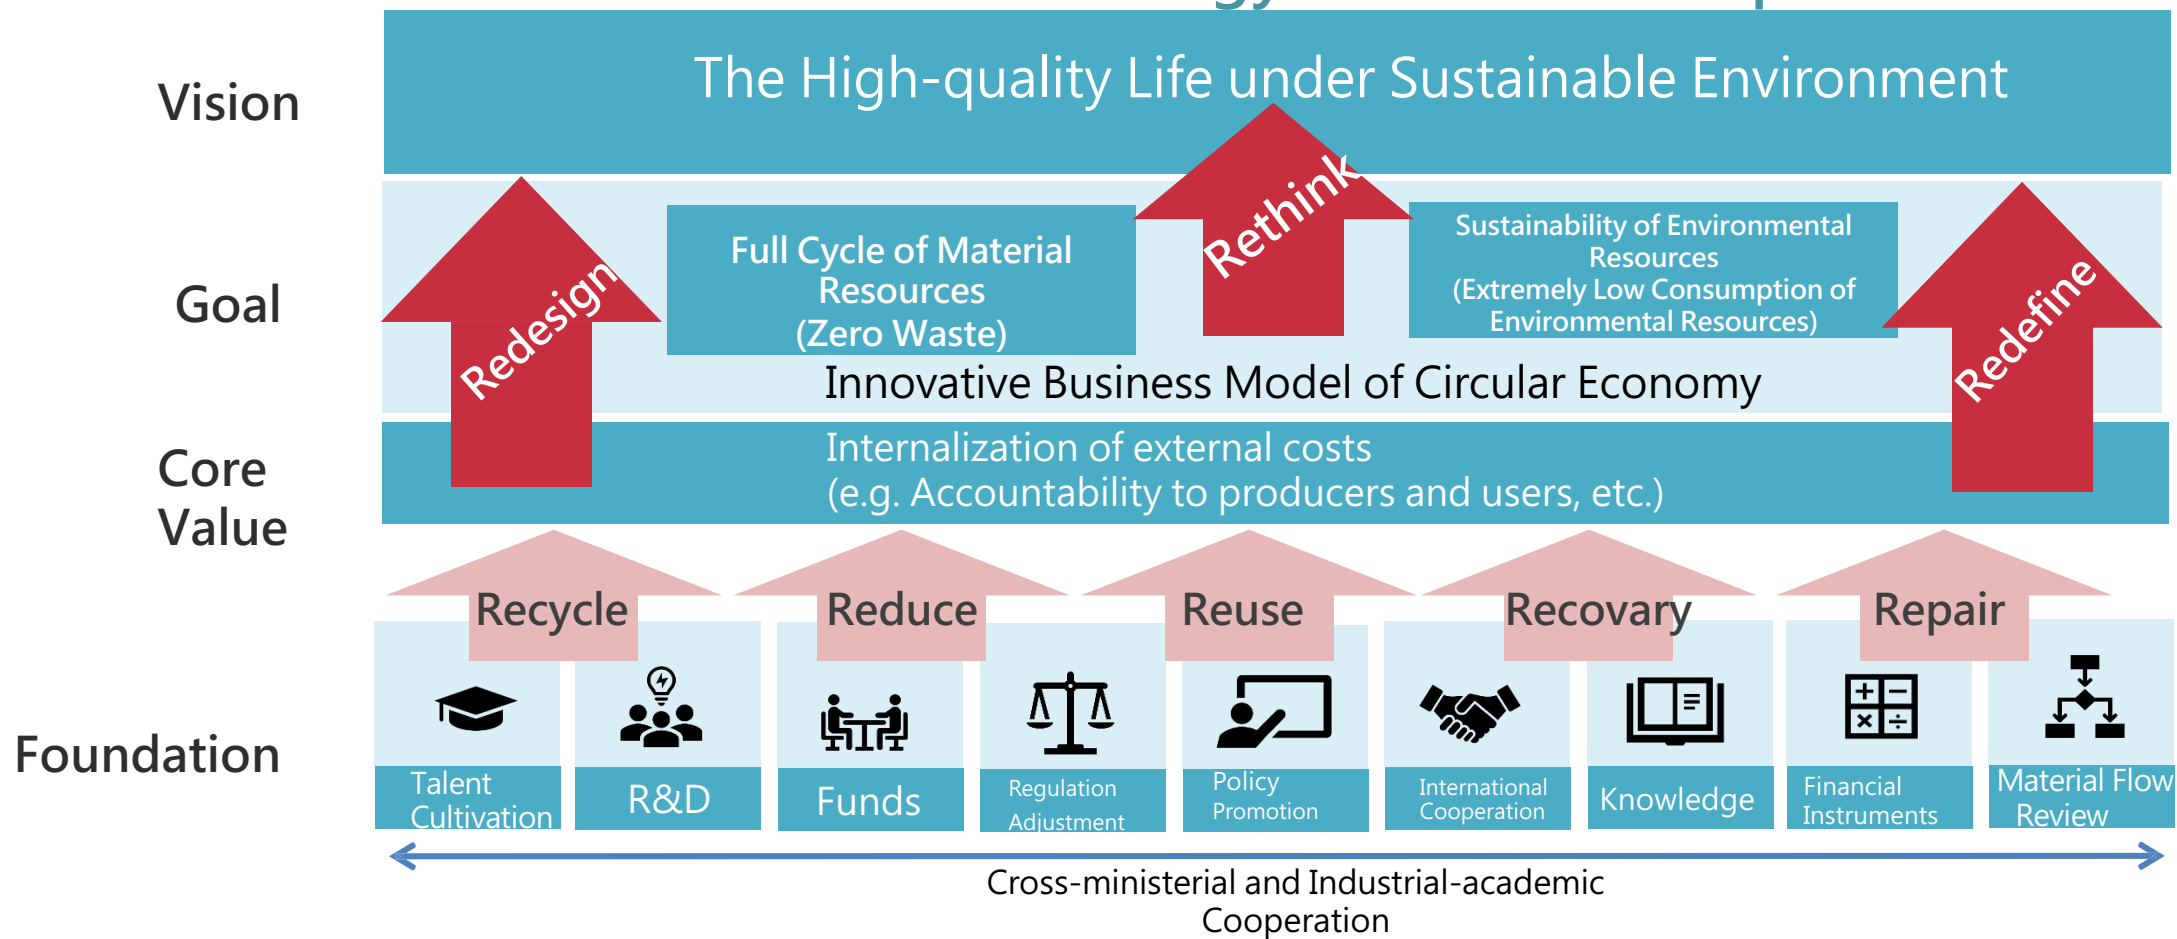 Vision
The High-quality Life under Sustainable Environment
Goal
Redesign
Full Cycle of Material
Resources
(Zero Waste)
Rethink
Sustainability of Environmental
Resources
(Extremely Low Consumption of
Environmental Resources)
Redefine
Innovative Business Model of Circular Economy
Core
Value
Internalization of external costs
(e.g. Accountability to producers and users, etc.)
Recycle
Reduce
Reuse
Recovary
Repair
Foundation
Talent
Cultivation
R&D
Funds
Regulation
Adjustment
Policy
Promotion
International
Cooperation
Knowledge
Financial
Instruments
Material Flow
Review
Cross-ministerial and Industrial-academic
Cooperation